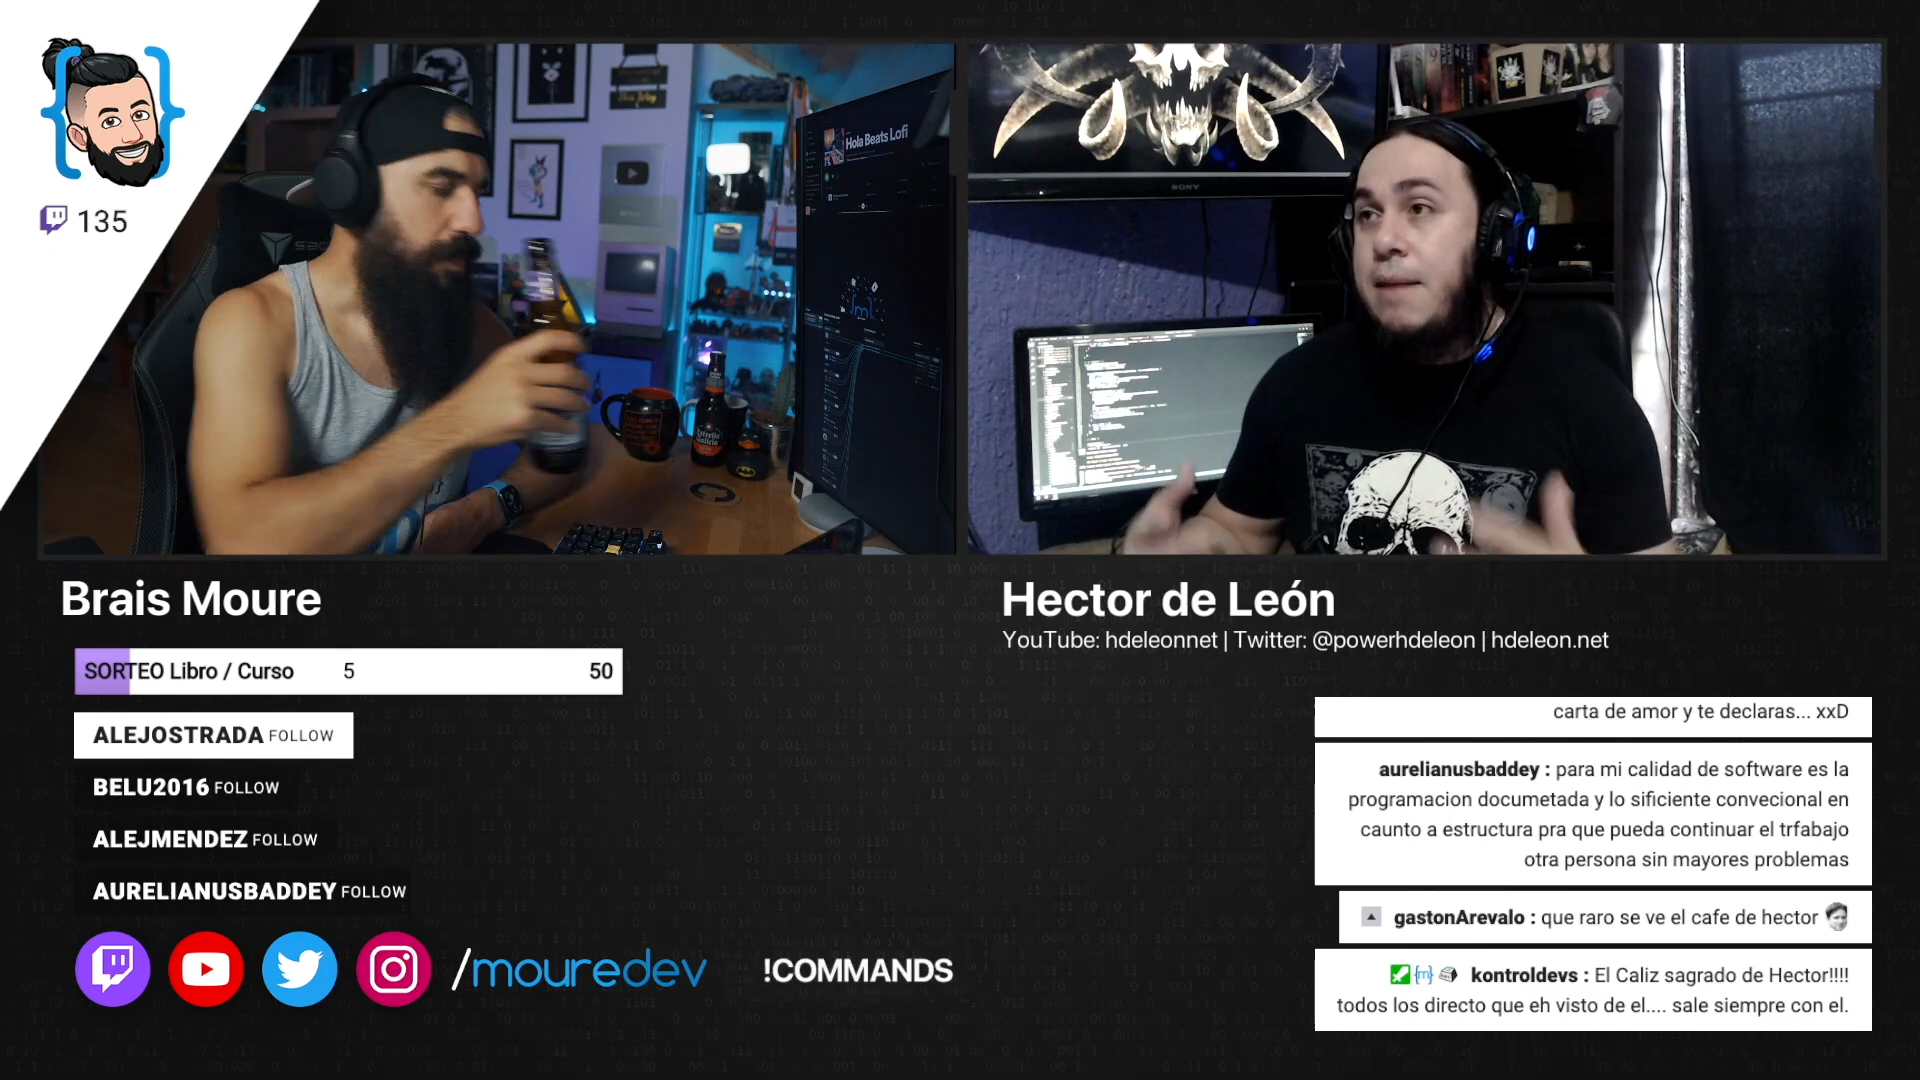 135
Hola Beats Lofi
SONY
Estrella
Galicia
Brais Moure
Hector de León
YouTube: hdeleonnet | Twitter: @powerhdeleon | hdeleon.net
SORTEO Libro / Curso 5 50
ALEJOSTRADA FOLLOW
BELU2016 FOLLOW
ALEJMENDEZ FOLLOW
AURELIANUSBADDEY FOLLOW
/mouredev
!COMMANDS
carta de amor y te declaras... xxD
aurelianusbaddey : para mi calidad de software es la
programacion documetada y lo sificiente convecional en
caunto a estructura pra que pueda continuar el trfabajo
otra persona sin mayores problemas
gastonArevalo : que raro se ve el cafe de hector
{m} kontroldevs : El Caliz sagrado de Hector!!!!
todos los directo que eh visto de el.... sale siempre con el.